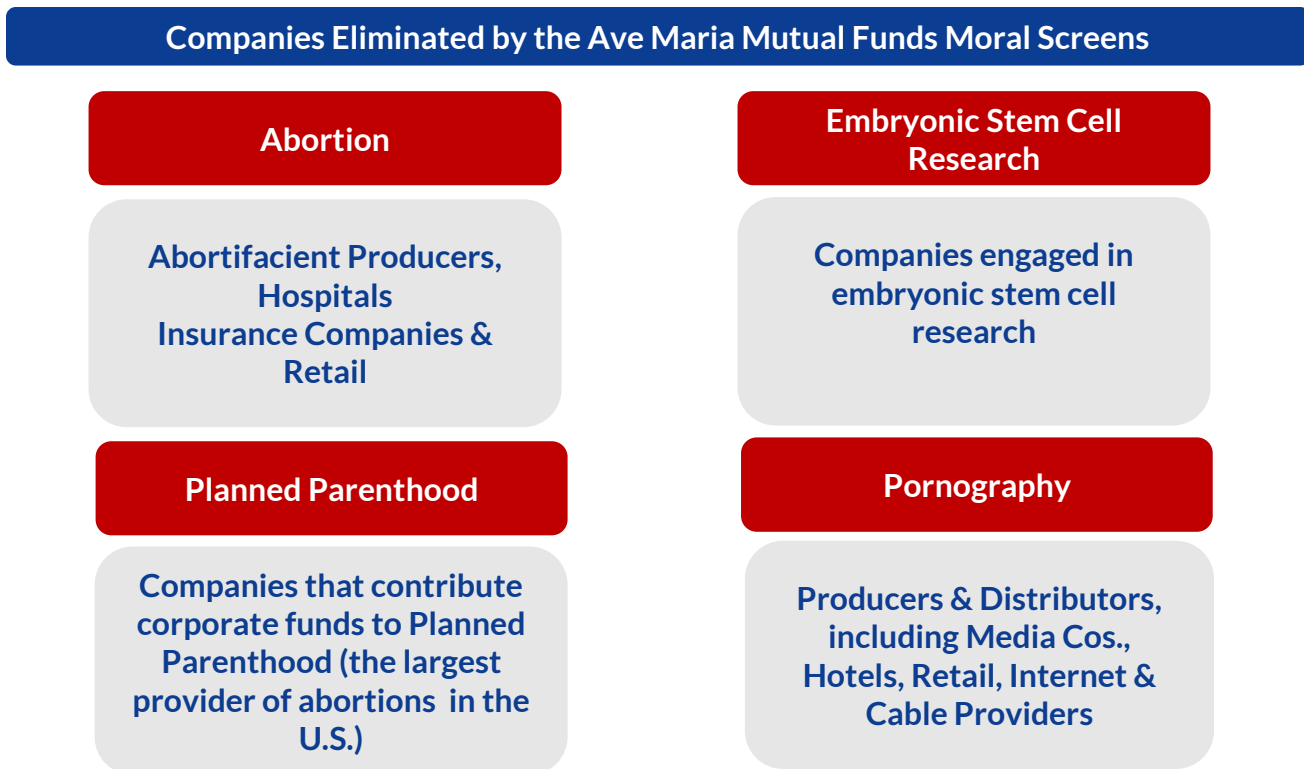 Companies Eliminated by the Ave Maria Mutual Funds Moral Screens
Abortion
Abortifacient Producers,
Hospitals
Insurance Companies &
Retail
Embryonic Stem Cell
Research
Companies engaged in
embryonic stem cell
research
Planned Parenthood
Companies that contribute
corporate funds to Planned
Parenthood (the largest
provider of abortions  in the
U.S.)
Pornography
Producers & Distributors,
including Media Cos.,
Hotels, Retail, Internet &
Cable Providers